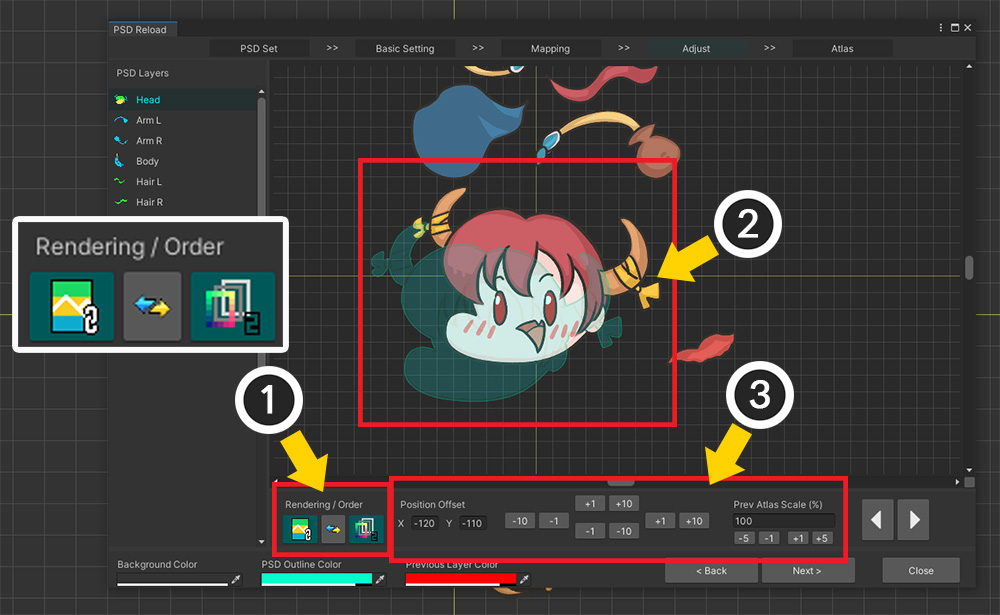 PSD Reload
PSD Set >> Basic Setting >> Mapping >> Adjust >> Atlas
PSD Layers
Head
Arm L
Arm R
Body
Hair L
Hair R
Rendering / Order
2
1
2
3
Rendering / Order
2
Position Offset
X -120 Y -110
-10 -1
+1 +10
-1 -10
+1 +10
Prev Atlas Scale (%)
100
-5 -1 +1 +5
Background Color
PSD Outline Color
Previous Layer Color
< Back
Next >
Close